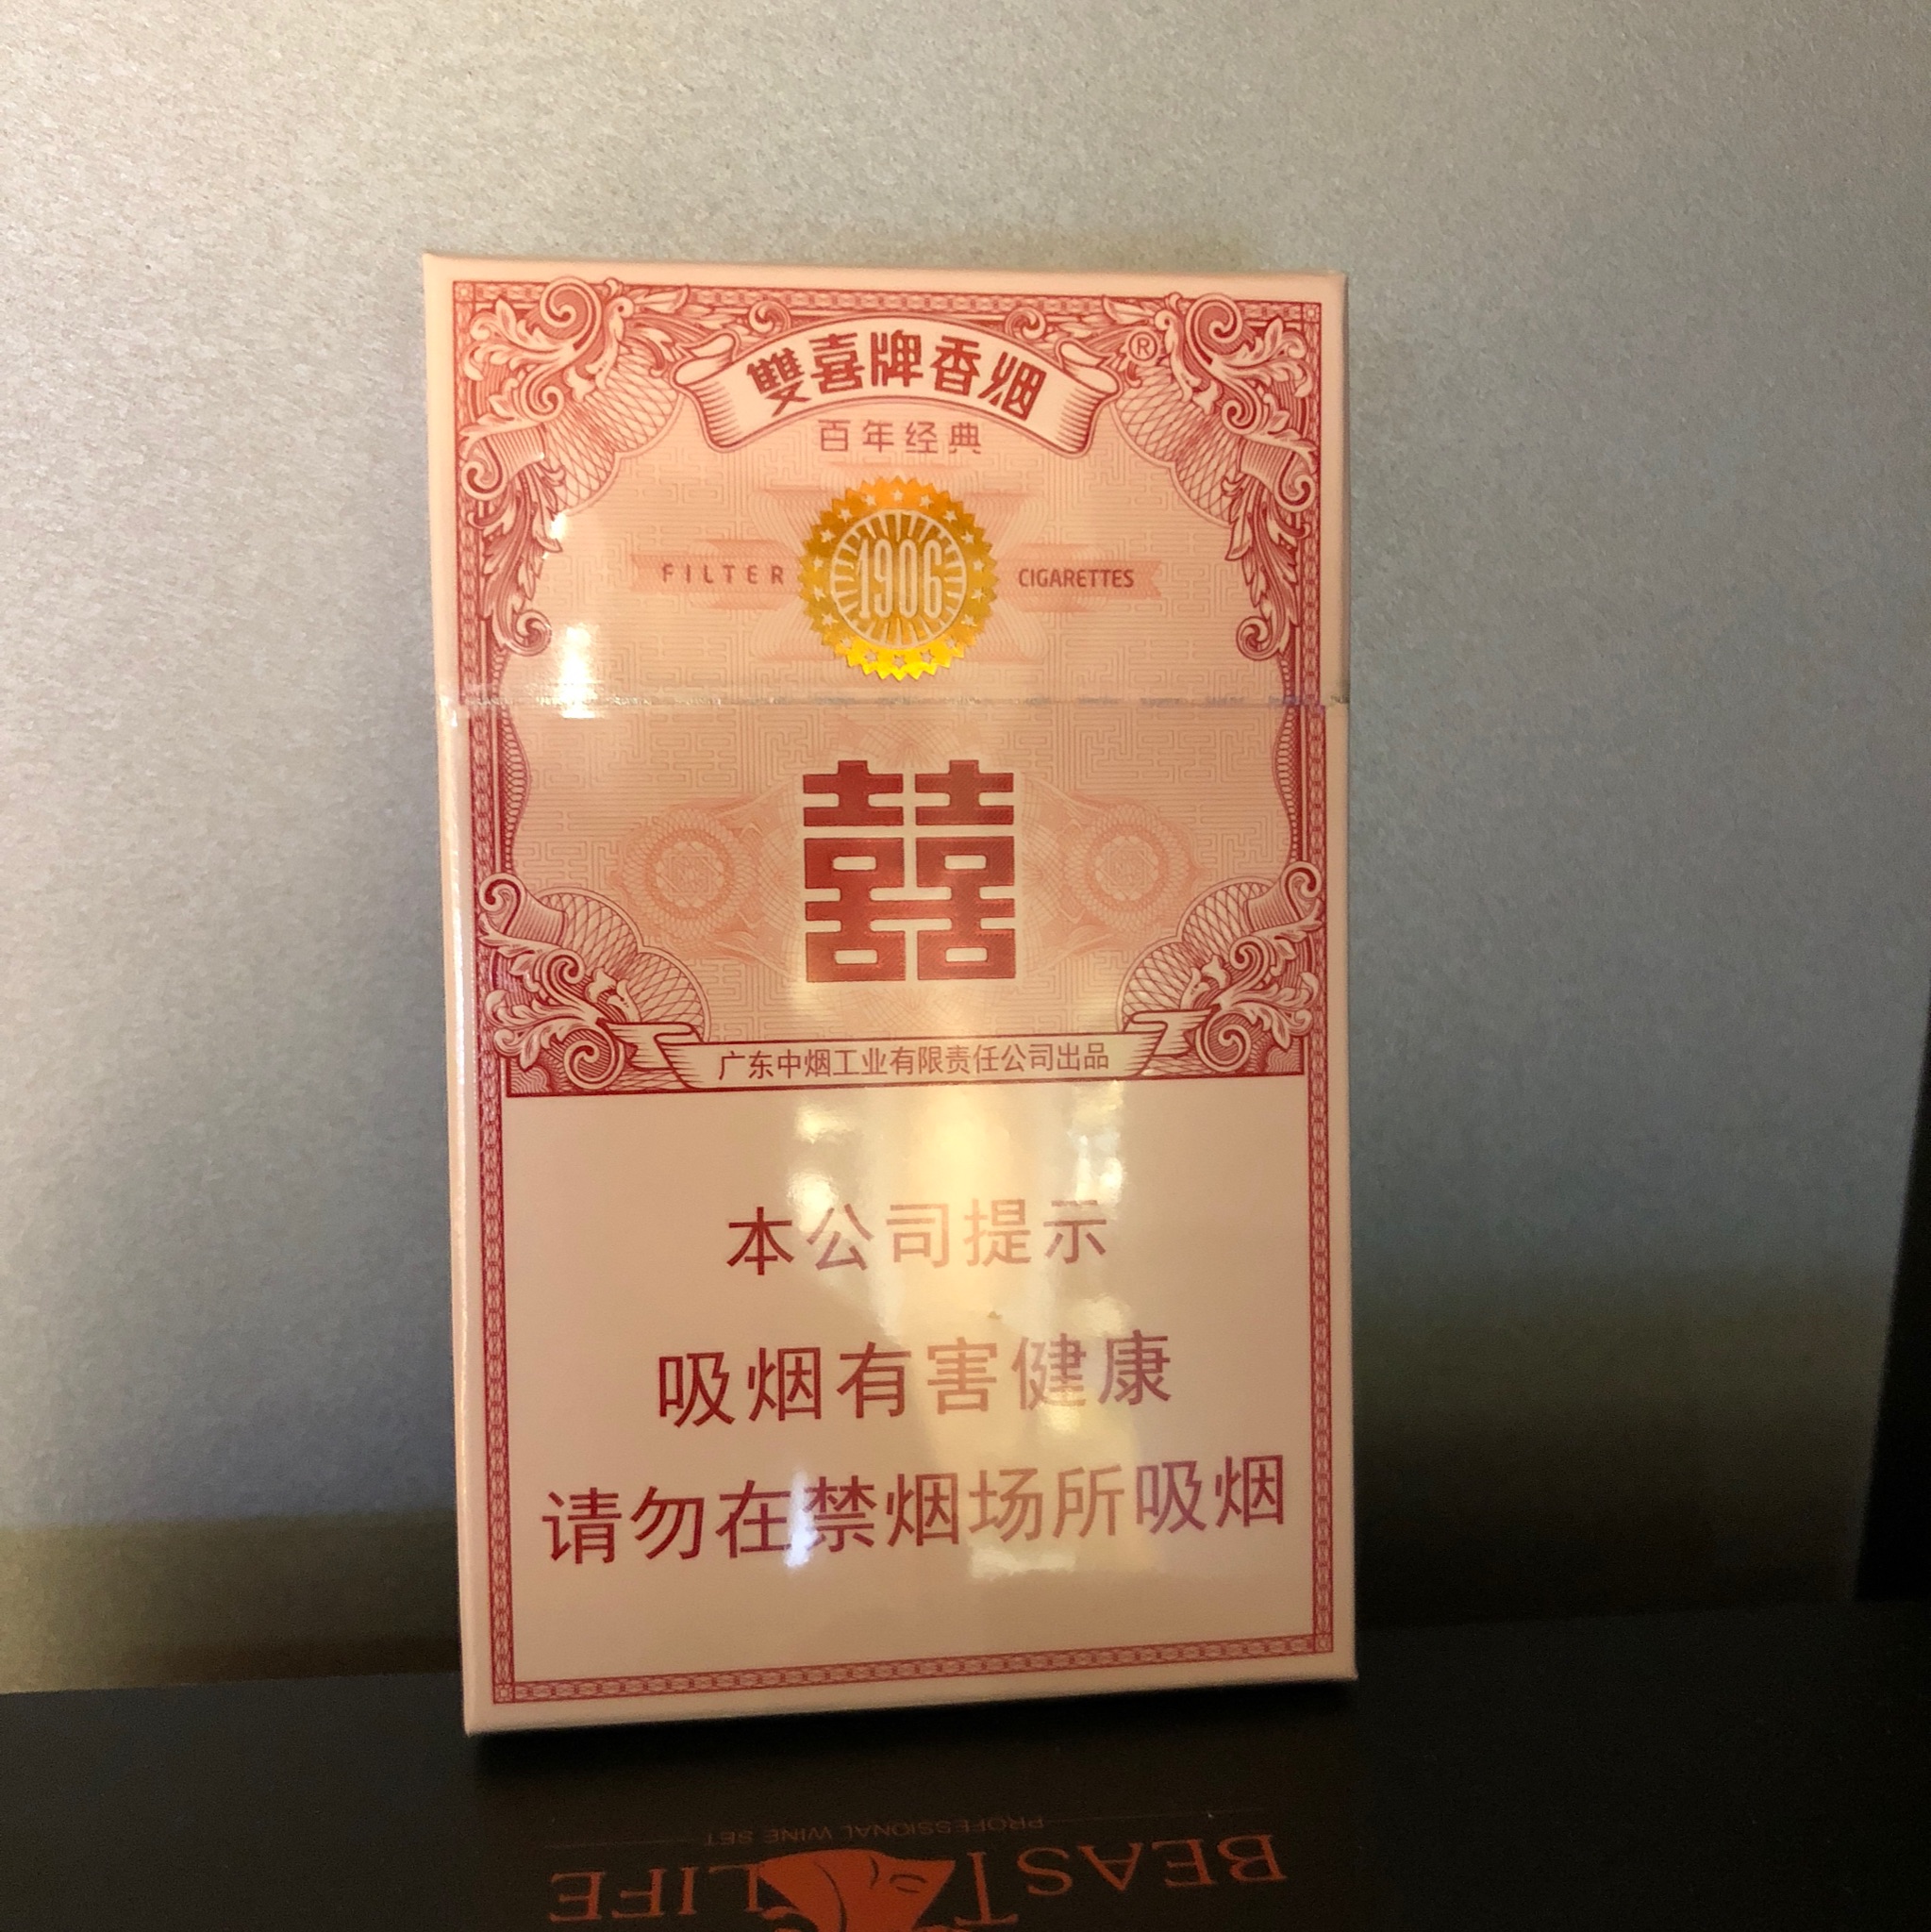 雙喜牌香烟®
百年经典
FILTER 1906 CIGARETTES
囍
广东中烟工业有限责任公司出品
本公司提示
吸烟有害健康
请勿在禁烟场所吸烟
PROFESSIONAL WINE SET
BEAST LIFE